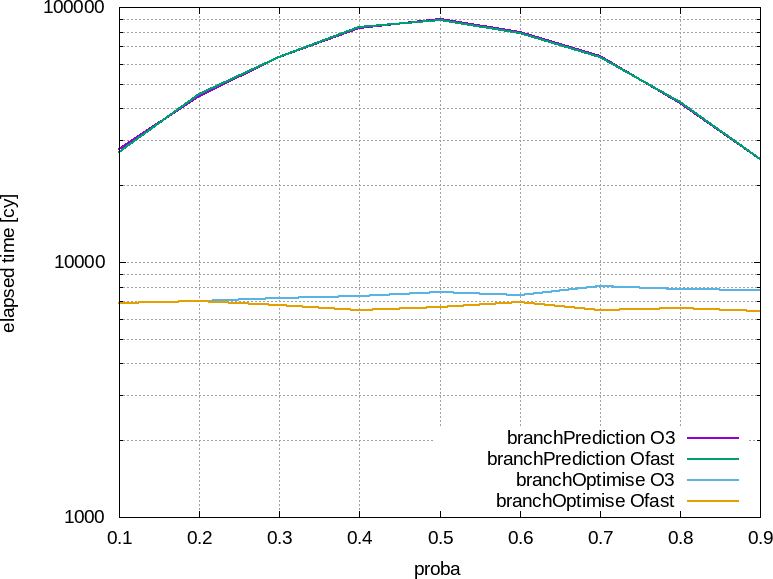 100000
10000
1000
elapsed time [cy]
branchPrediction O3
branchPrediction Ofast
branchOptimise O3
branchOptimise Ofast
0.1 0.2 0.3 0.4 0.5 0.6 0.7 0.8 0.9
proba